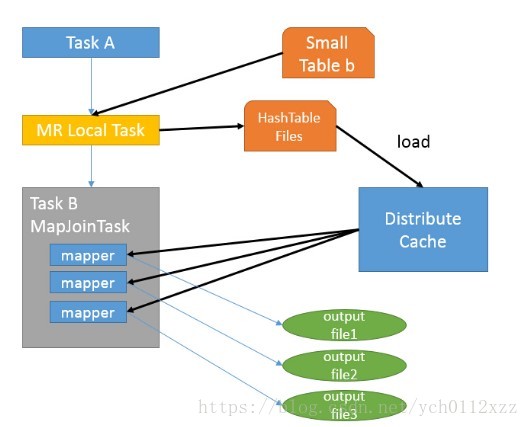 Task A
Small
Table b
MR Local Task
HashTable
Files
load
Task B
MapJoinTask
Distribute
Cache
mapper
mapper
mapper
output
file1
output
file2
output
file3
https://blog.csdn.net/ych0112xzz